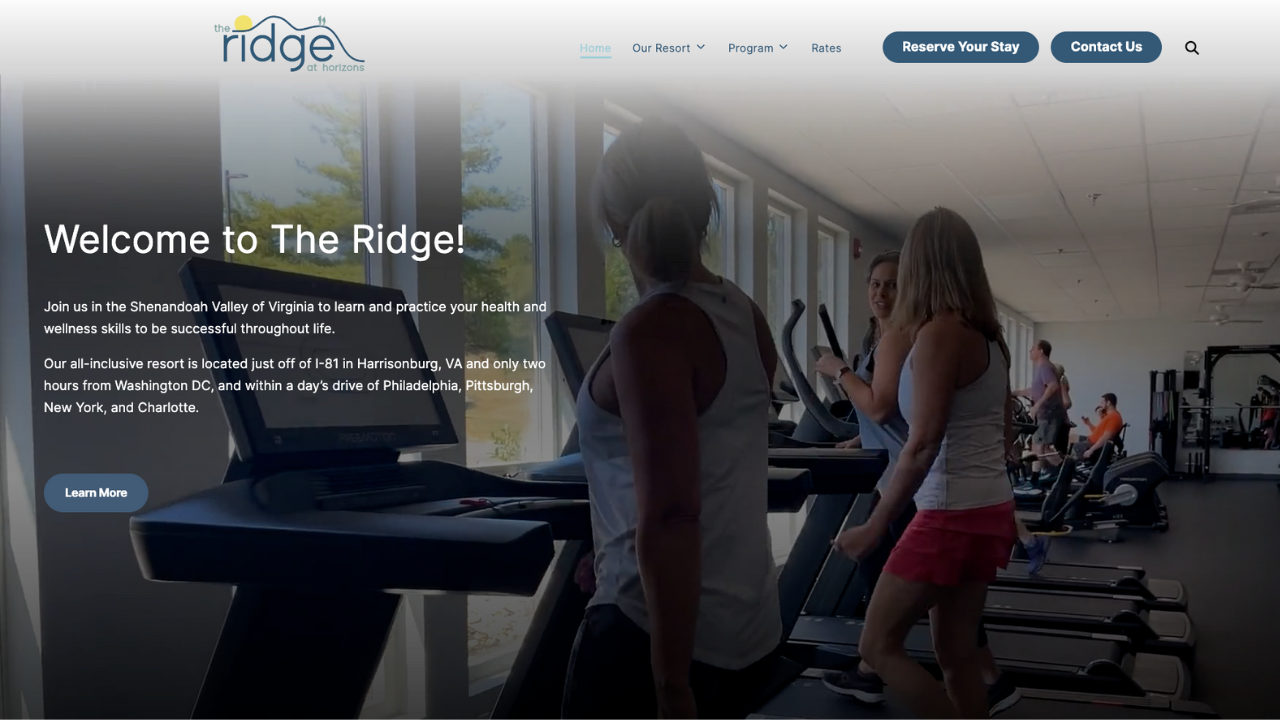 the
ridge
at horizons
Home
Our Resort
Program
Rates
Reserve Your Stay
Contact Us
Welcome to The Ridge!
Join us in the Shenandoah Valley of Virginia to learn and practice your health and
wellness skills to be successful throughout life.
Our all-inclusive resort is located just off of I-81 in Harrisonburg, VA and only two
hours from Washington DC, and within a day's drive of Philadelphia, Pittsburgh,
New York, and Charlotte.
FREEMOTION
Learn More